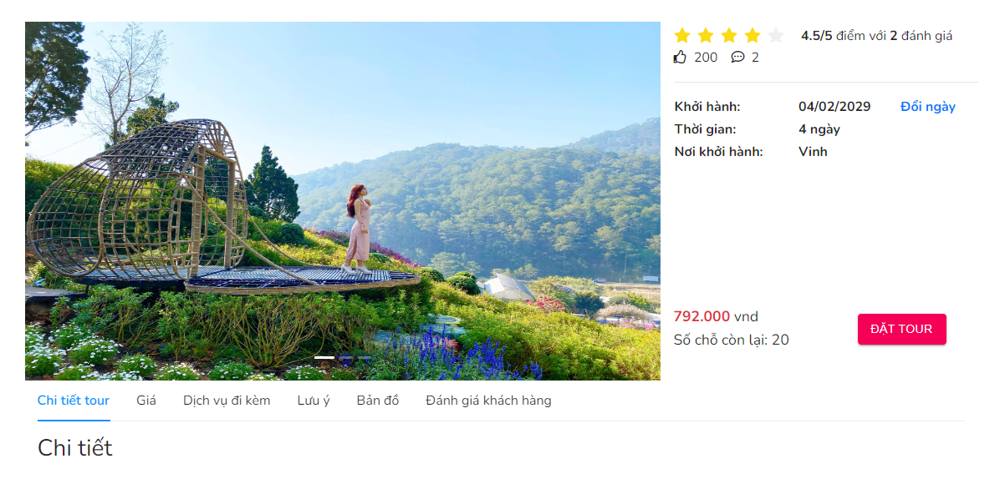 4.5/5 điểm với 2 đánh giá
200 2
Khởi hành: 04/02/2029 Đổi ngày
Thời gian: 4 ngày
Nơi khởi hành: Vinh
792.000 vnd
Số chỗ còn lại: 20
ĐẶT TOUR
Chi tiết tour Giá Dịch vụ đi kèm Lưu ý Bản đồ Đánh giá khách hàng
Chi tiết